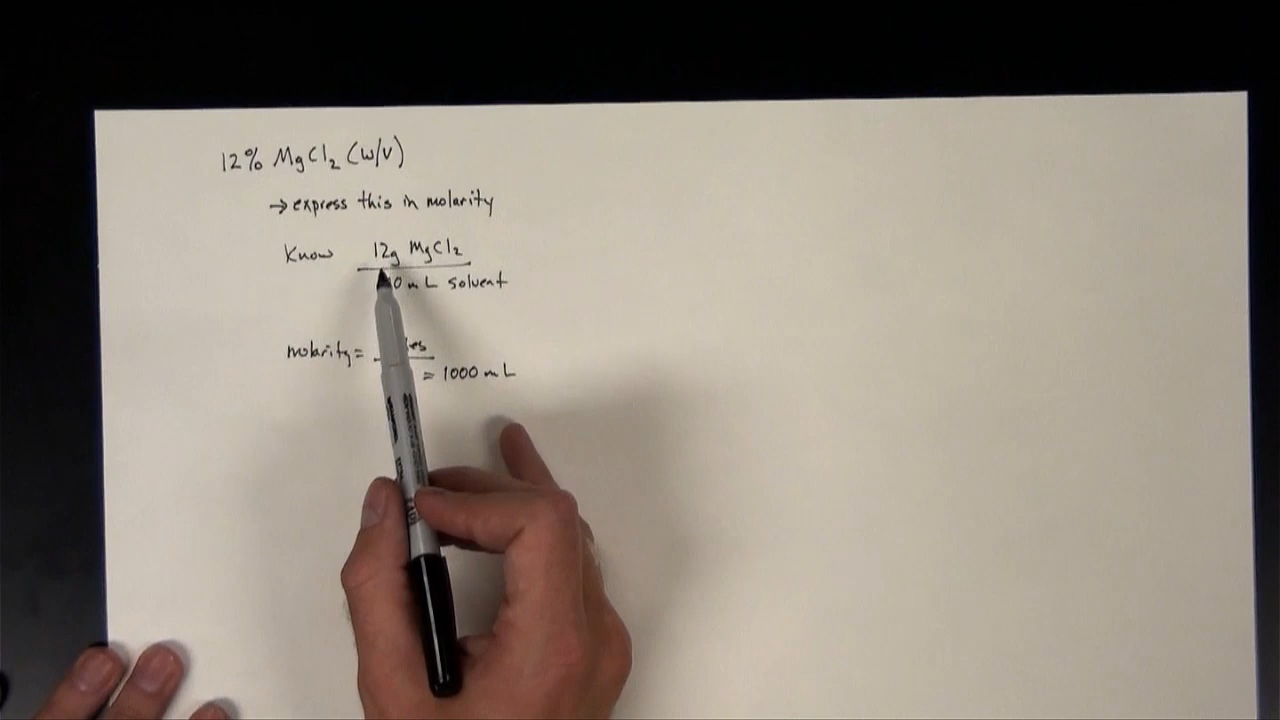 12% MgCl₂ (w/v)
→ express this in molarity
Know 12g MgCl₂
mL solvent
molarity =
= 1000 mL